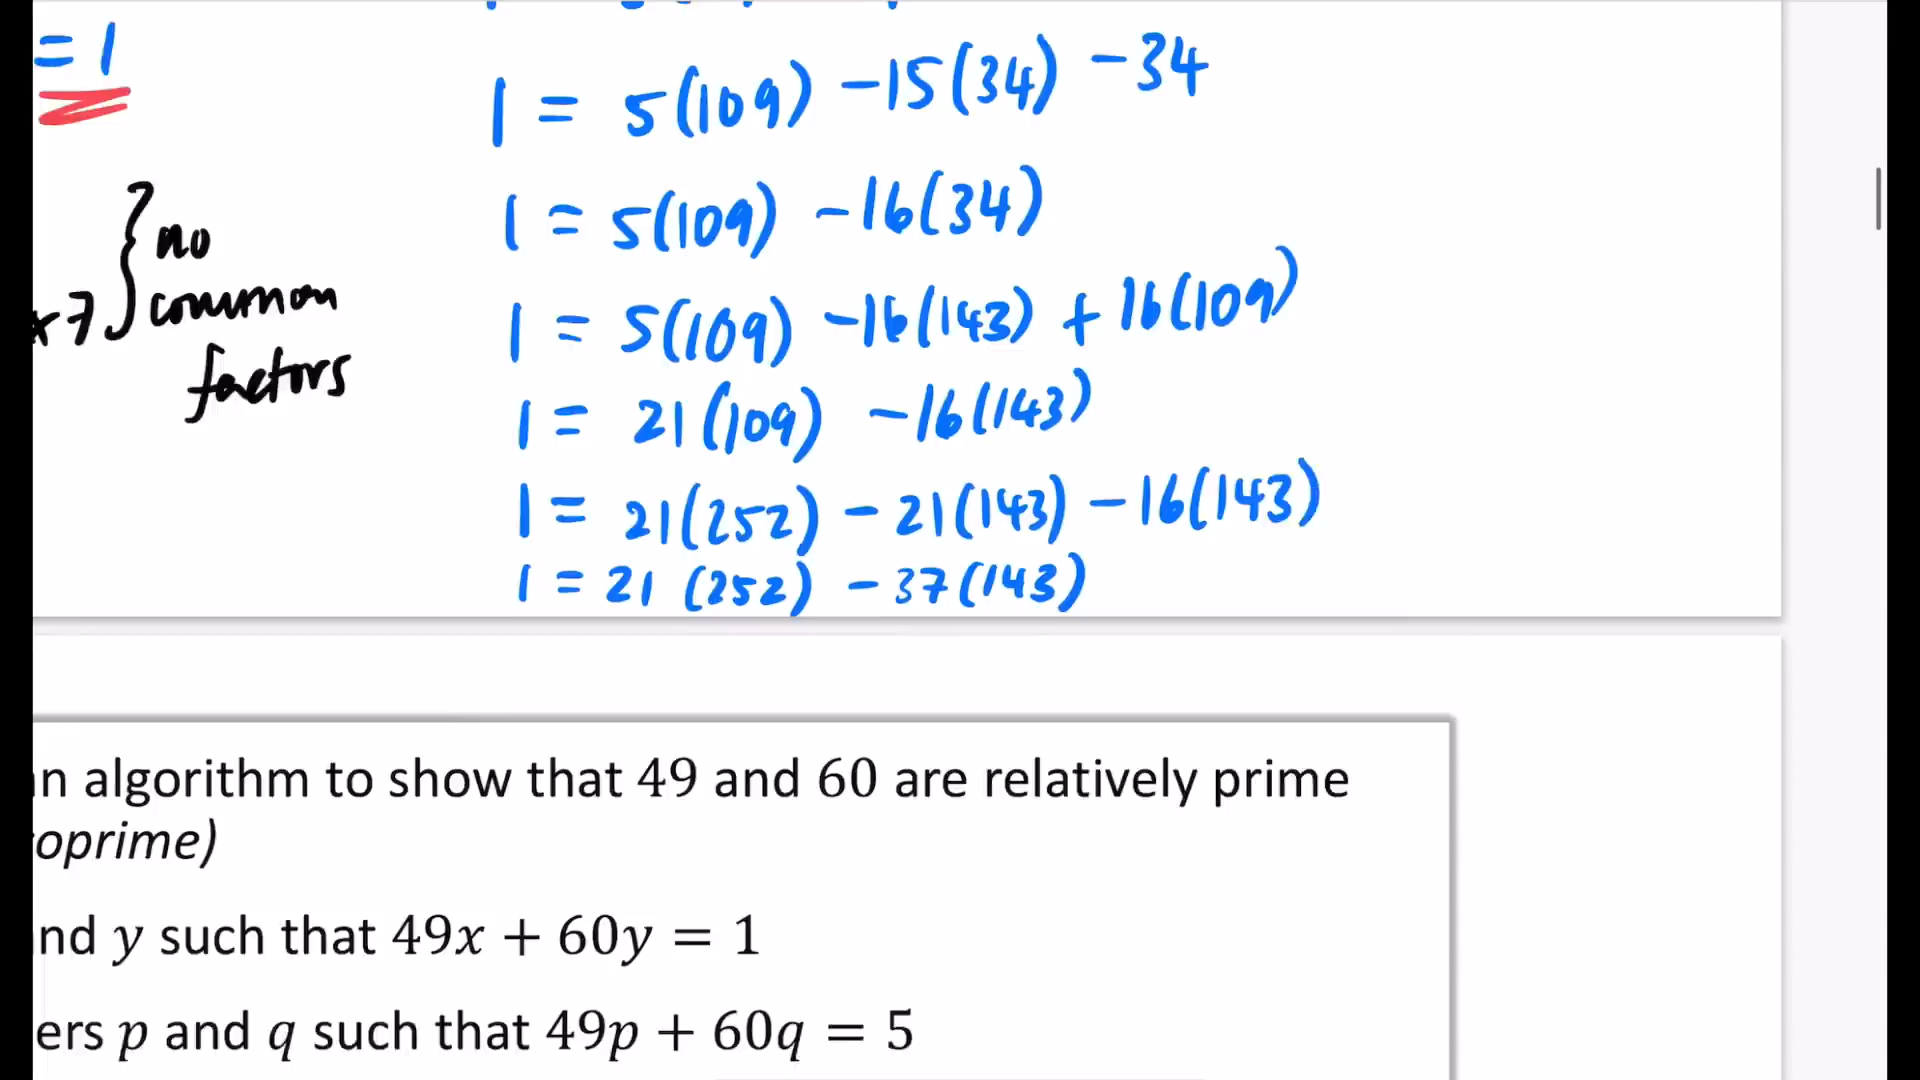 = 1
1 = 5(109) -15(34) -34
1 = 5(109) -16(34)
no
common
factors
×7
1 = 5(109) -16(143) + 16(109)
1 = 21(109) -16(143)
1 = 21(252) - 21(143) - 16(143)
1 = 21 (252) - 37(143)
n algorithm to show that 49 and 60 are relatively prime
oprime)
nd y such that 49x + 60y = 1
ers p and q such that 49p + 60q = 5